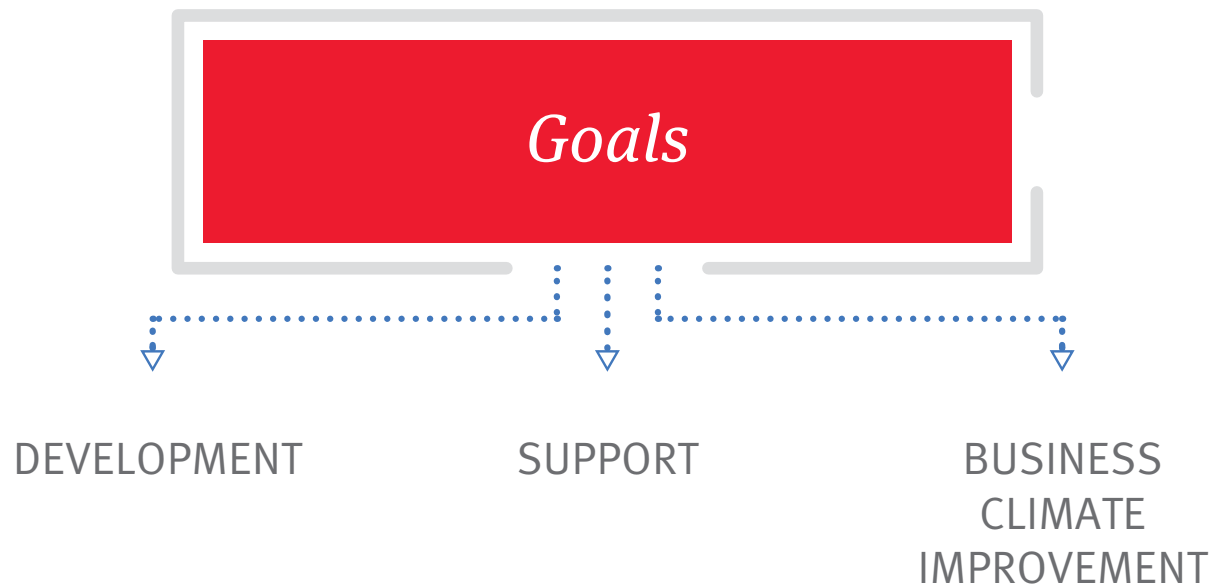 Goals
DEVELOPMENT
SUPPORT
BUSINESS
CLIMATE
IMPROVEMENT